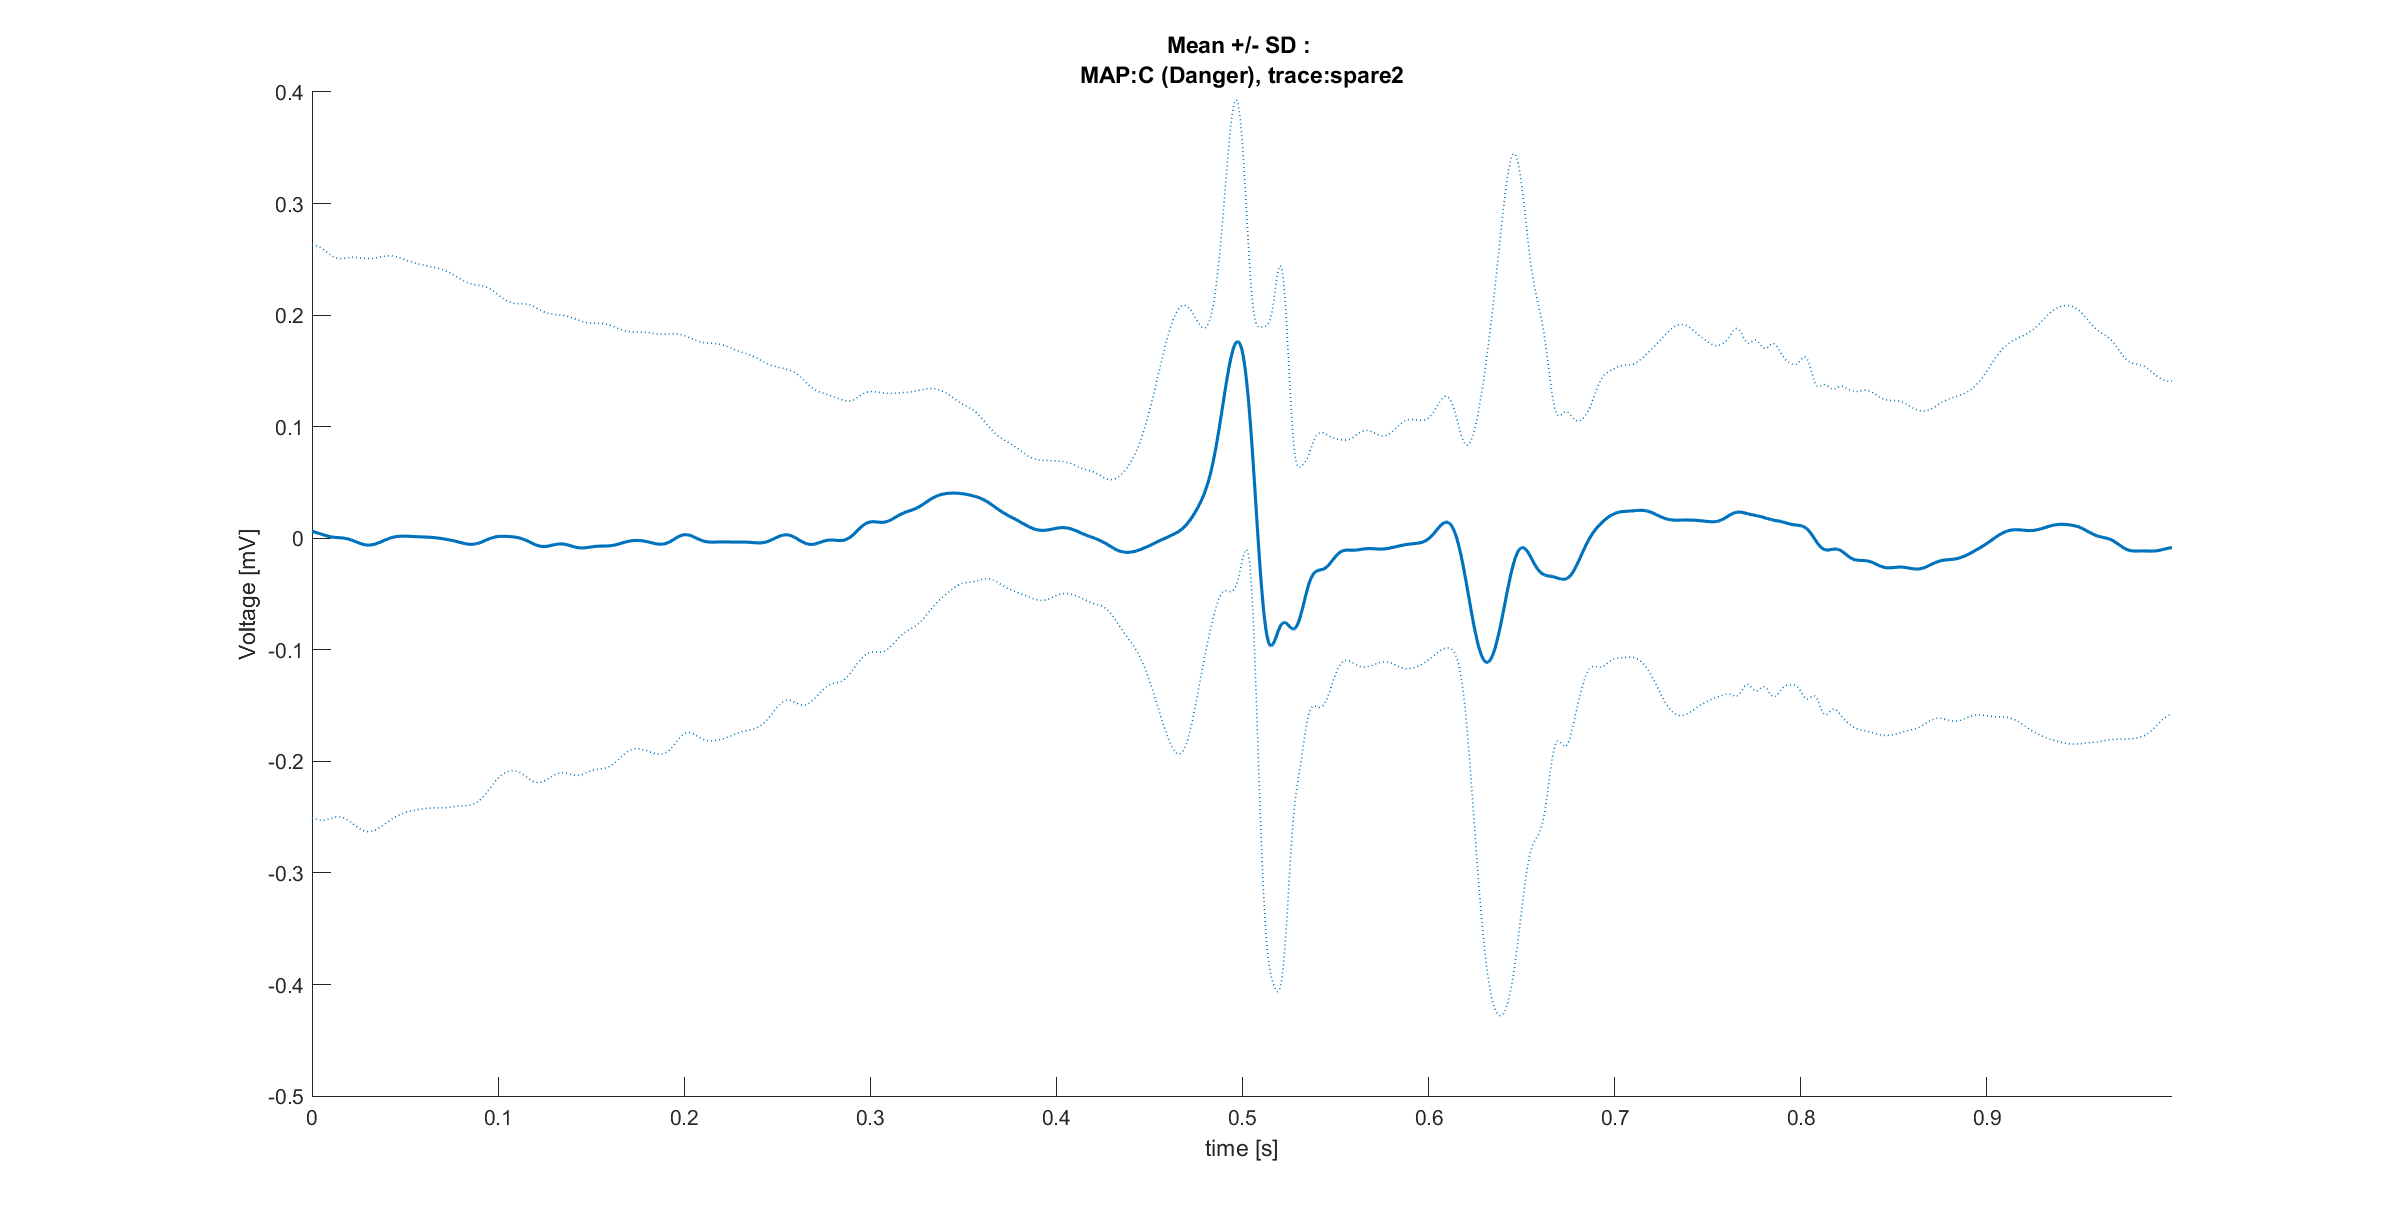 Mean +/- SD :
MAP:C (Danger), trace:spare2
0.4
0.3
0.2
0.1
0
-0.1
-0.2
-0.3
-0.4
-0.5
Voltage [mV]
0 0.1 0.2 0.3 0.4 0.5 0.6 0.7 0.8 0.9
time [s]